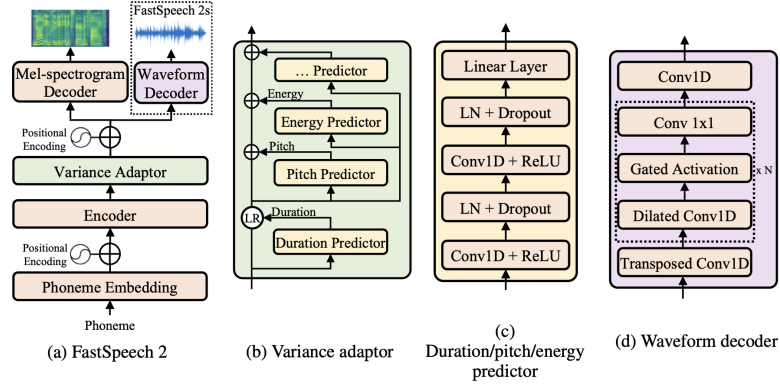 FastSpeech 2s
Mel-spectrogram
Decoder
Waveform
Decoder
Positional
Encoding
Variance Adaptor
Encoder
Positional
Encoding
Phoneme Embedding
Phoneme
(a) FastSpeech 2
... Predictor
Energy
Energy Predictor
Pitch
Pitch Predictor
LR
Duration
Duration Predictor
(b) Variance adaptor
Linear Layer
LN + Dropout
Conv1D + ReLU
LN + Dropout
Conv1D + ReLU
(c)
Duration/pitch/energy
predictor
Conv1D
Conv 1x1
Gated Activation
x N
Dilated Conv1D
Transposed Conv1D
(d) Waveform decoder